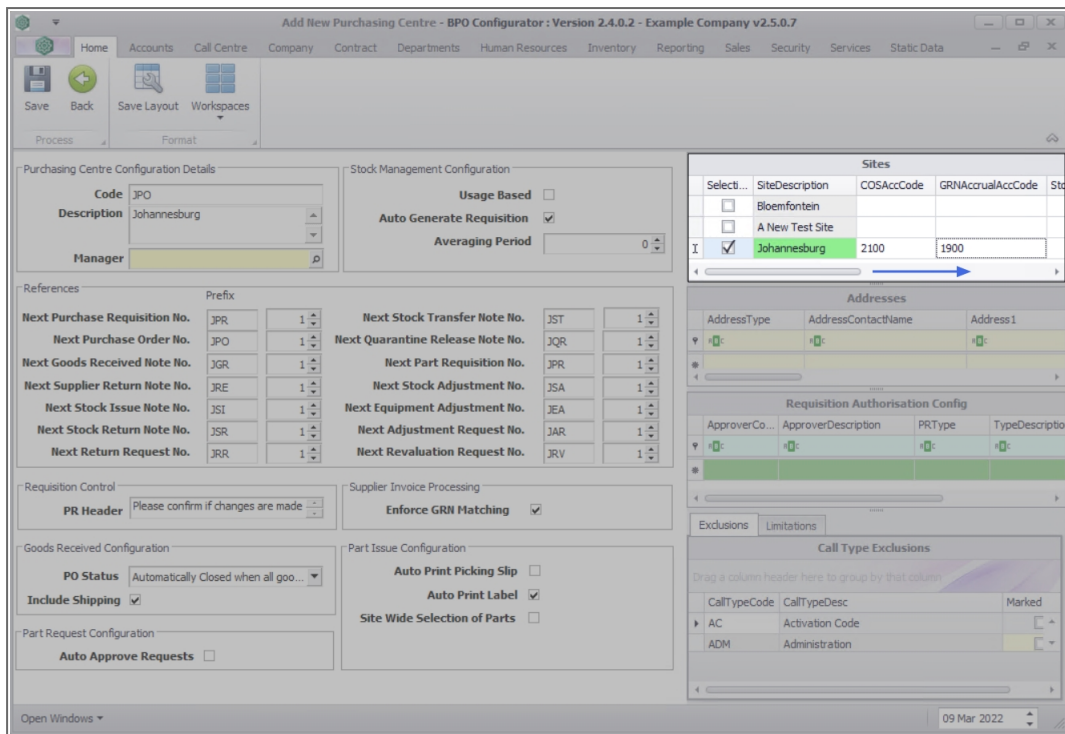 Add New Purchasing Centre - BPO Configurator : Version 2.4.0.2 - Example Company v2.5.0.7
Home Accounts Call Centre Company Contract Departments Human Resources Inventory Reporting Sales Security Services Static Data
Save Back Save Layout Workspaces
Process Format
Purchasing Centre Configuration Details
Code JPO
Description Johannesburg
Manager
Stock Management Configuration
Usage Based
Auto Generate Requisition
Averaging Period 0
References
Prefix
Next Purchase Requisition No. JPR 1
Next Purchase Order No. JPO 1
Next Goods Received Note No. JGR 1
Next Supplier Return Note No. JRE 1
Next Stock Issue Note No. JSI 1
Next Stock Return Note No. JSR 1
Next Return Request No. JRR 1
Next Stock Transfer Note No. JST 1
Next Quarantine Release Note No. JQR 1
Next Part Requisition No. JPR 1
Next Stock Adjustment No. JSA 1
Next Equipment Adjustment No. JEA 1
Next Adjustment Request No. JAR 1
Next Revaluation Request No. JRV 1
Requisition Control
PR Header Please confirm if changes are made
Supplier Invoice Processing
Enforce GRN Matching
Goods Received Configuration
PO Status Automatically Closed when all goo...
Include Shipping
Part Issue Configuration
Auto Print Picking Slip
Auto Print Label
Site Wide Selection of Parts
Part Request Configuration
Auto Approve Requests
Sites
Selecti... SiteDescription COSAccCode GRNAccrualAccCode Sto
Bloemfontein
A New Test Site
Johannesburg 2100 1900
Addresses
AddressType AddressContactName Address1
Requisition Authorisation Config
ApproverCo... ApproverDescription PRType TypeDescriptio
Exclusions Limitations
Call Type Exclusions
Drag a column header here to group by that column
CallTypeCode CallTypeDesc Marked
AC Activation Code
ADM Administration
Open Windows 09 Mar 2022